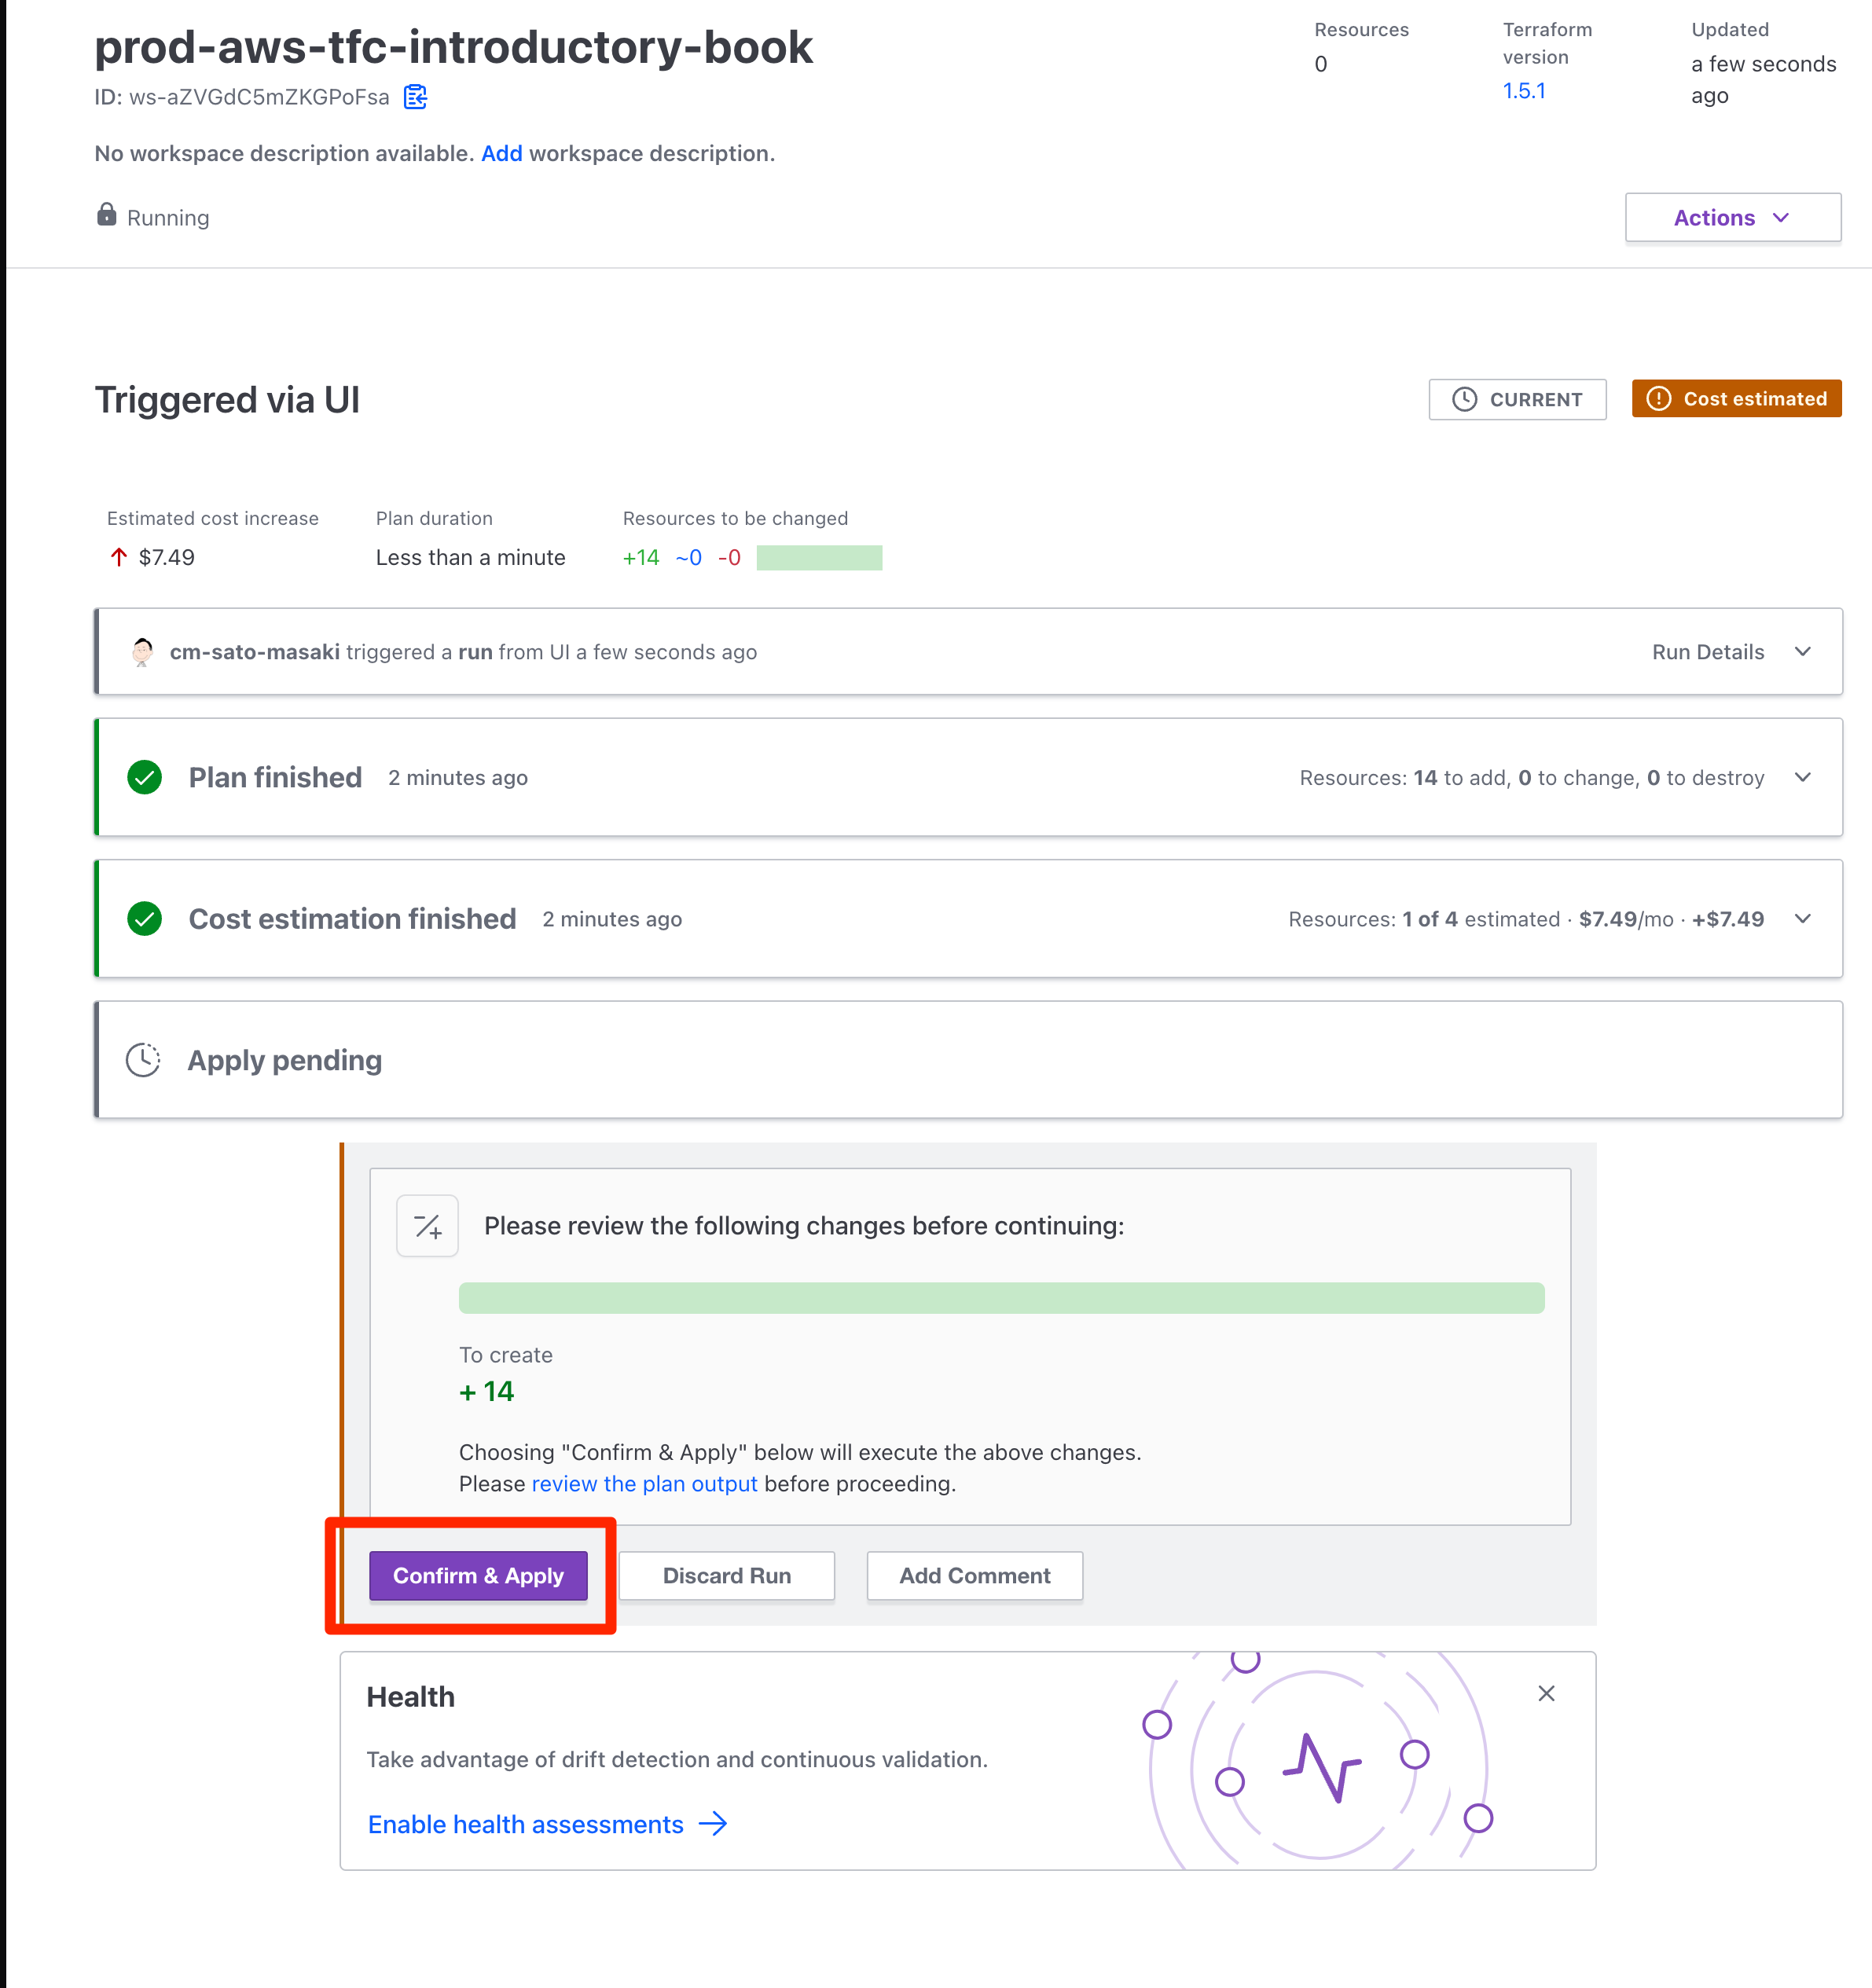 prod-aws-tfc-introductory-book
ID: ws-aZVGdC5mZKGPoFsa
No workspace description available. Add workspace description.
Running
Resources
0
Terraform
version
1.5.1
Updated
a few seconds
ago
Actions
Triggered via UI
CURRENT
Cost estimated
Estimated cost increase
$7.49
Plan duration
Less than a minute
Resources to be changed
+14 ~0 -0
cm-sato-masaki triggered a run from UI a few seconds ago
Run Details
Plan finished 2 minutes ago
Resources: 14 to add, 0 to change, 0 to destroy
Cost estimation finished 2 minutes ago
Resources: 1 of 4 estimated · $7.49/mo · +$7.49
Apply pending
Please review the following changes before continuing:
To create
+ 14
Choosing "Confirm & Apply" below will execute the above changes.
Please review the plan output before proceeding.
Confirm & Apply
Discard Run
Add Comment
Health
Take advantage of drift detection and continuous validation.
Enable health assessments